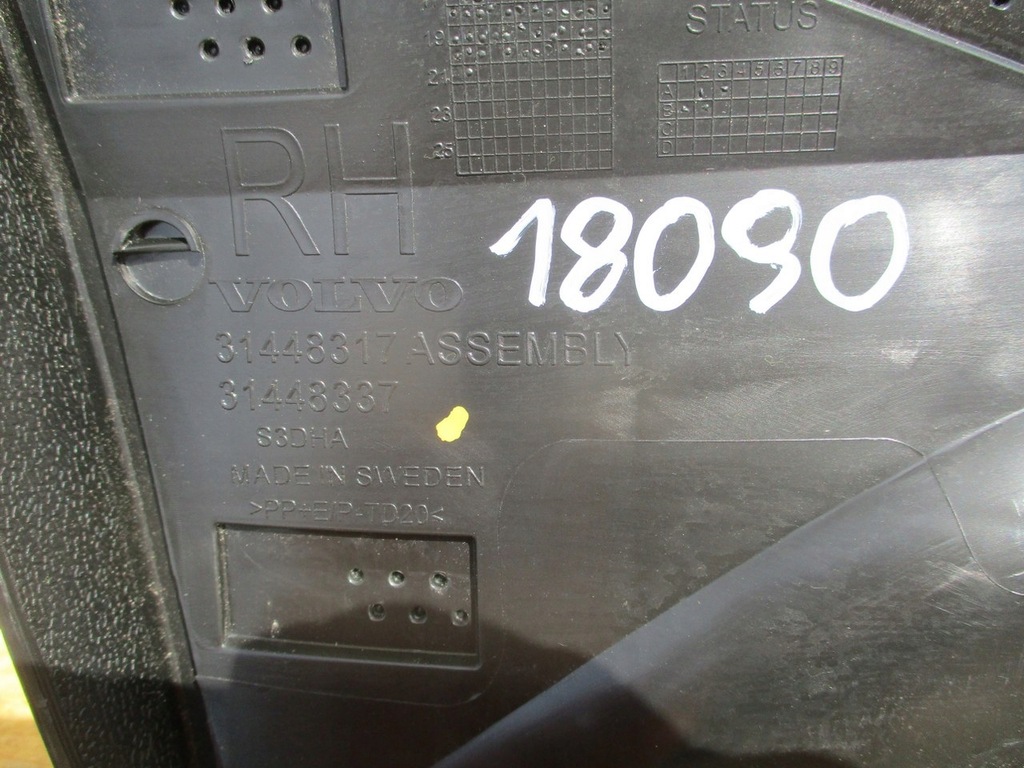 19
21
23
25
STATUS
1 2 3 4 5 6 7 8 9
A
B
C
D
RH
18090
VOLVO
31448317 ASSEMBLY
31448337
S3DHA
MADE IN SWEDEN
>PP+E/P-TD20<